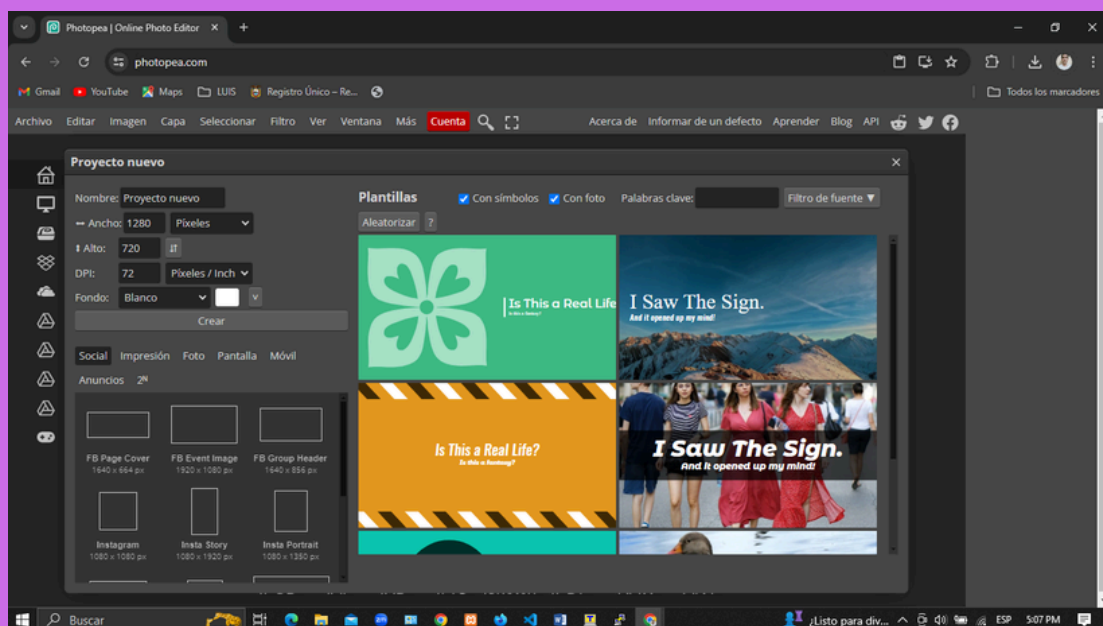 Photopea | Online Photo Editor
photopea.com
Gmail YouTube Maps LUIS Registro Único – Re... Todos los marcadores
Archivo Editar Imagen Capa Seleccionar Filtro Ver Ventana Más Cuenta Acerca de Informar de un defecto Aprender Blog API
Proyecto nuevo
Nombre: Proyecto nuevo
Ancho: 1280 Píxeles
Alto: 720
DPI: 72 Píxeles / Inch
Fondo: Blanco
Crear
Social Impresión Foto Pantalla Móvil
Anuncios 2ᴺ
FB Page Cover FB Event Image FB Group Header
1640 x 664 px 1920 x 1080 px 1640 x 856 px
Instagram Insta Story Insta Portrait
1080 x 1080 px 1080 x 1920 px 1080 x 1350 px
Plantillas Con símbolos Con foto Palabras clave: Filtro de fuente ▼
Aleatorizar ?
Is This a Real Life
Is this a fantasy?
I Saw The Sign.
And it opened up my mind!
Is This a Real Life?
Is this a fantasy?
I Saw The Sign.
And it opened up my mind!
Buscar ¿Listo para div... ESP 5:07 PM